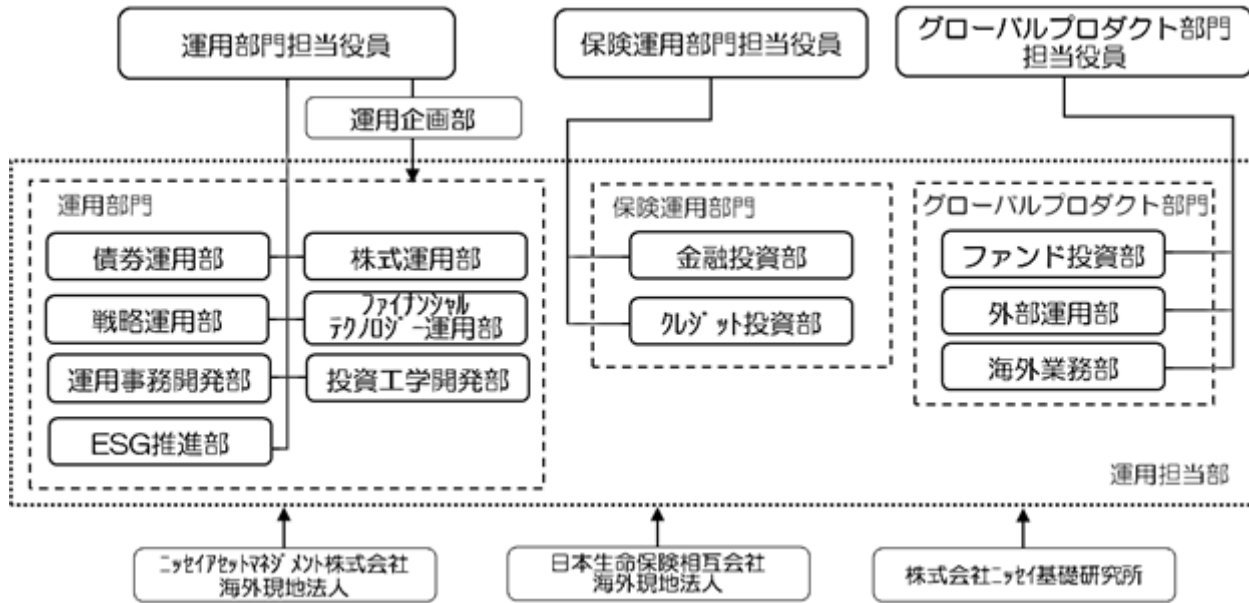 運用部門担当役員
保険運用部門担当役員
グローバルプロダクト部門
担当役員
運用企画部
運用部門
債券運用部
株式運用部
戦略運用部
ファイナンシャル
テクノロジー運用部
運用事務開発部
投資工学開発部
ESG推進部
保険運用部門
金融投資部
クレジット投資部
グローバルプロダクト部門
ファンド投資部
外部運用部
海外業務部
運用担当部
ニッセイアセットマネジメント株式会社
海外現地法人
日本生命保険相互会社
海外現地法人
株式会社ニッセイ基礎研究所